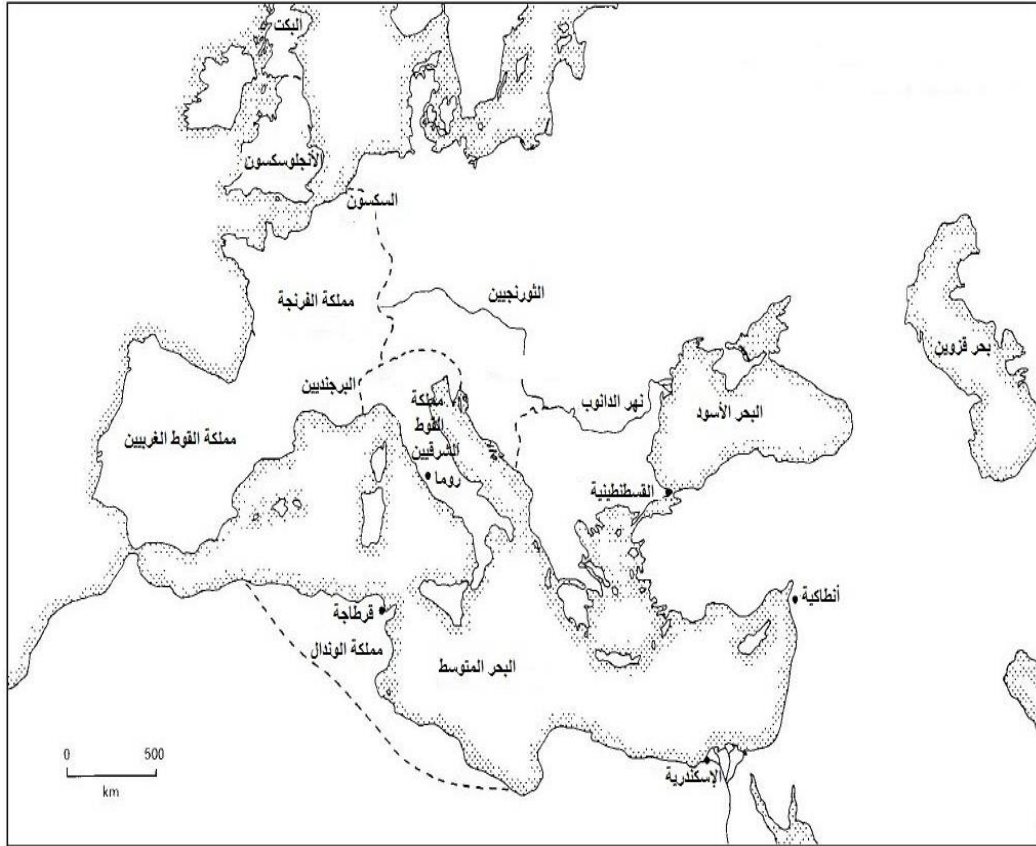 البكت
الأنجلوسكسون
السكسون
مملكة الفرنجة
الثورنجيين
بحر قزوين
البرجنديين
مملكة
القوط
الشرقيين
روما
نهر الدانوب
البحر الأسود
مملكة القوط الغربيين
القسطنطينية
أنطاكية
قرطاجة
مملكة الوندال
البحر المتوسط
الإسكندرية
0 500
km